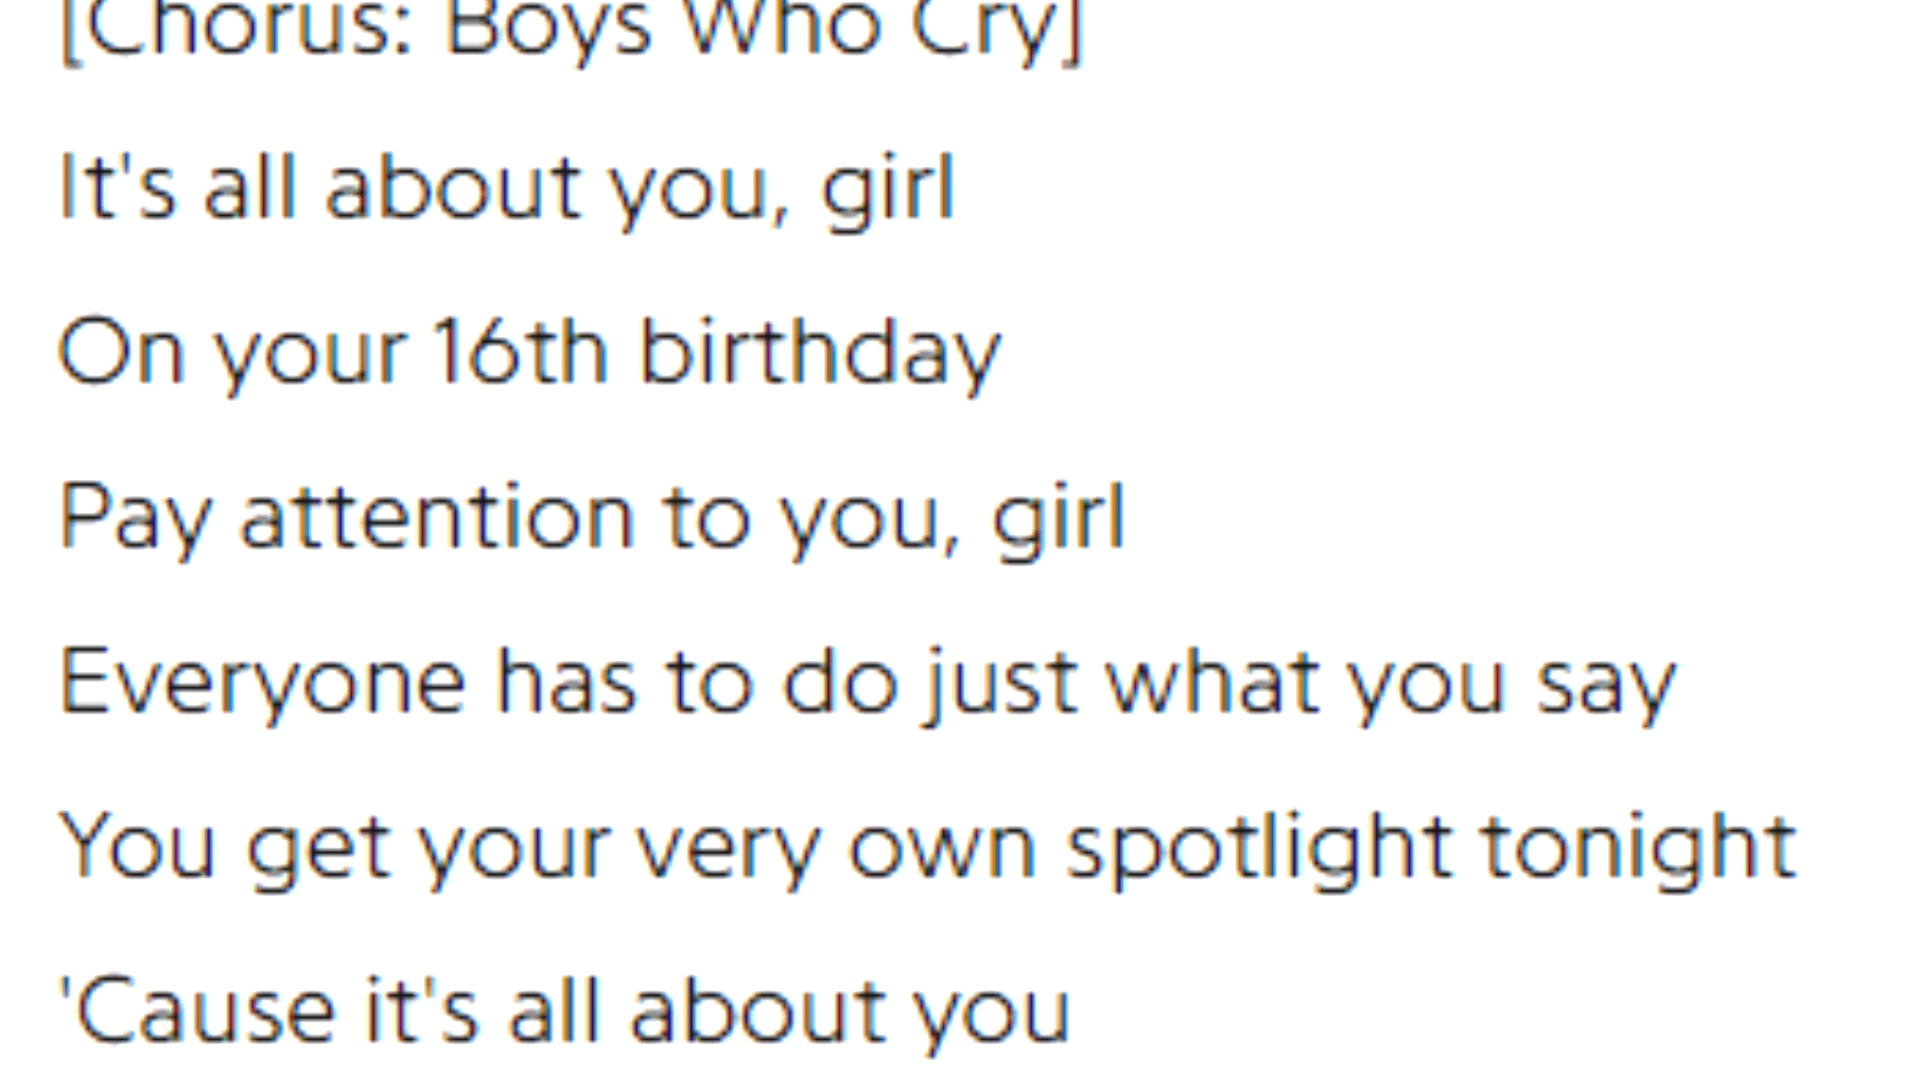 [Chorus: Boys Who Cry]
It's all about you, girl
On your 16th birthday
Pay attention to you, girl
Everyone has to do just what you say
You get your very own spotlight tonight
'Cause it's all about you